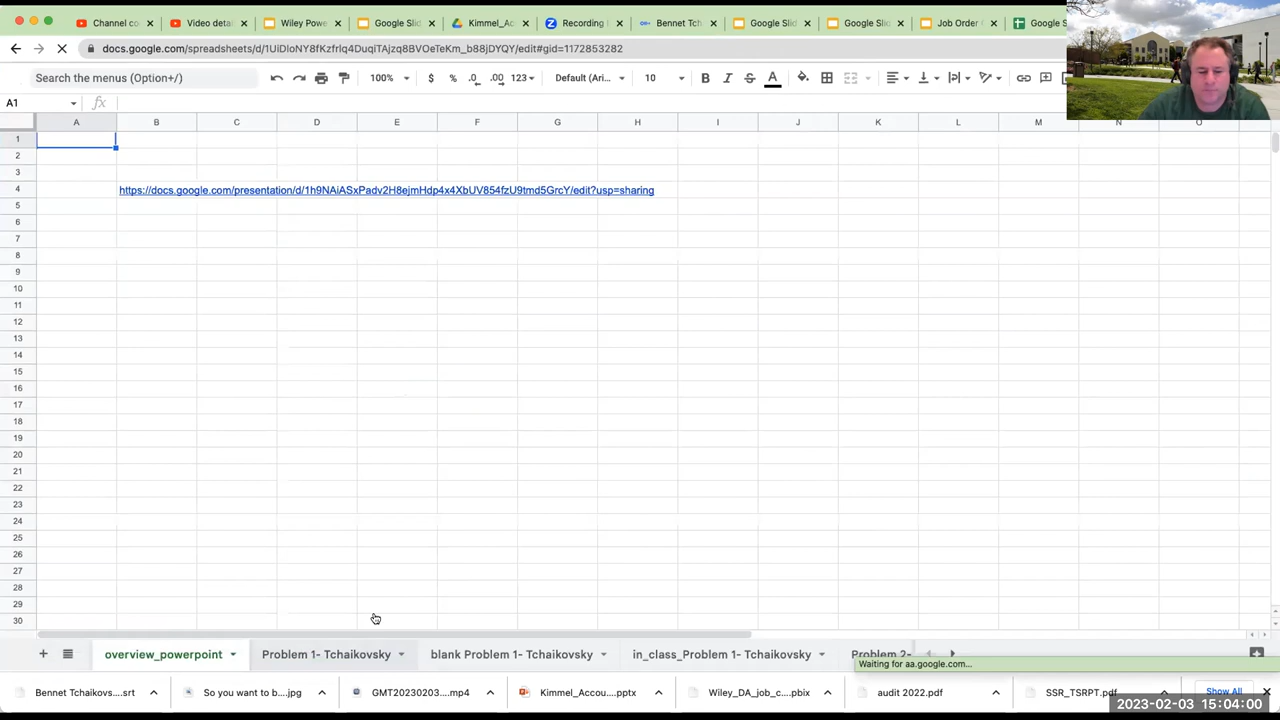 Channel co
Video detai
Wiley Pow
Google Slid
Kimmel_Ac
Recording
Bennet Tch
Google Slid
Google Slid
Job Order
Google S
docs.google.com/spreadsheets/d/1UiDIoNY8fKzfrlq4DuqiTAjzq8BVOeTeKm_b88jDYQY/edit#gid=1172853282
Search the menus (Option+/)
100%
$ % .0 .00 123
Default (Ari...
10
B I S A
A1
fx
A B C D E F G H I J K L M N O
1
2
3
4 https://docs.google.com/presentation/d/1h9NAiASxPadv2H8ejmHdp4x4XbUV854fzU9tmd5GrcY/edit?usp=sharing
5
6
7
8
9
10
11
12
13
14
15
16
17
18
19
20
21
22
23
24
25
26
27
28
29
30
overview_powerpoint
Problem 1- Tchaikovsky
blank Problem 1- Tchaikovsky
in_class_Problem 1- Tchaikovsky
Problem 2-
Waiting for aa.google.com...
Bennet Tchaikovs....srt
So you want to b....jpg
GMT20230203....mp4
Kimmel_Accou....pptx
Wiley_DA_job_c....pbix
audit 2022.pdf
SSR_TSRPT.pdf
Show All
2023-02-03 15:04:00